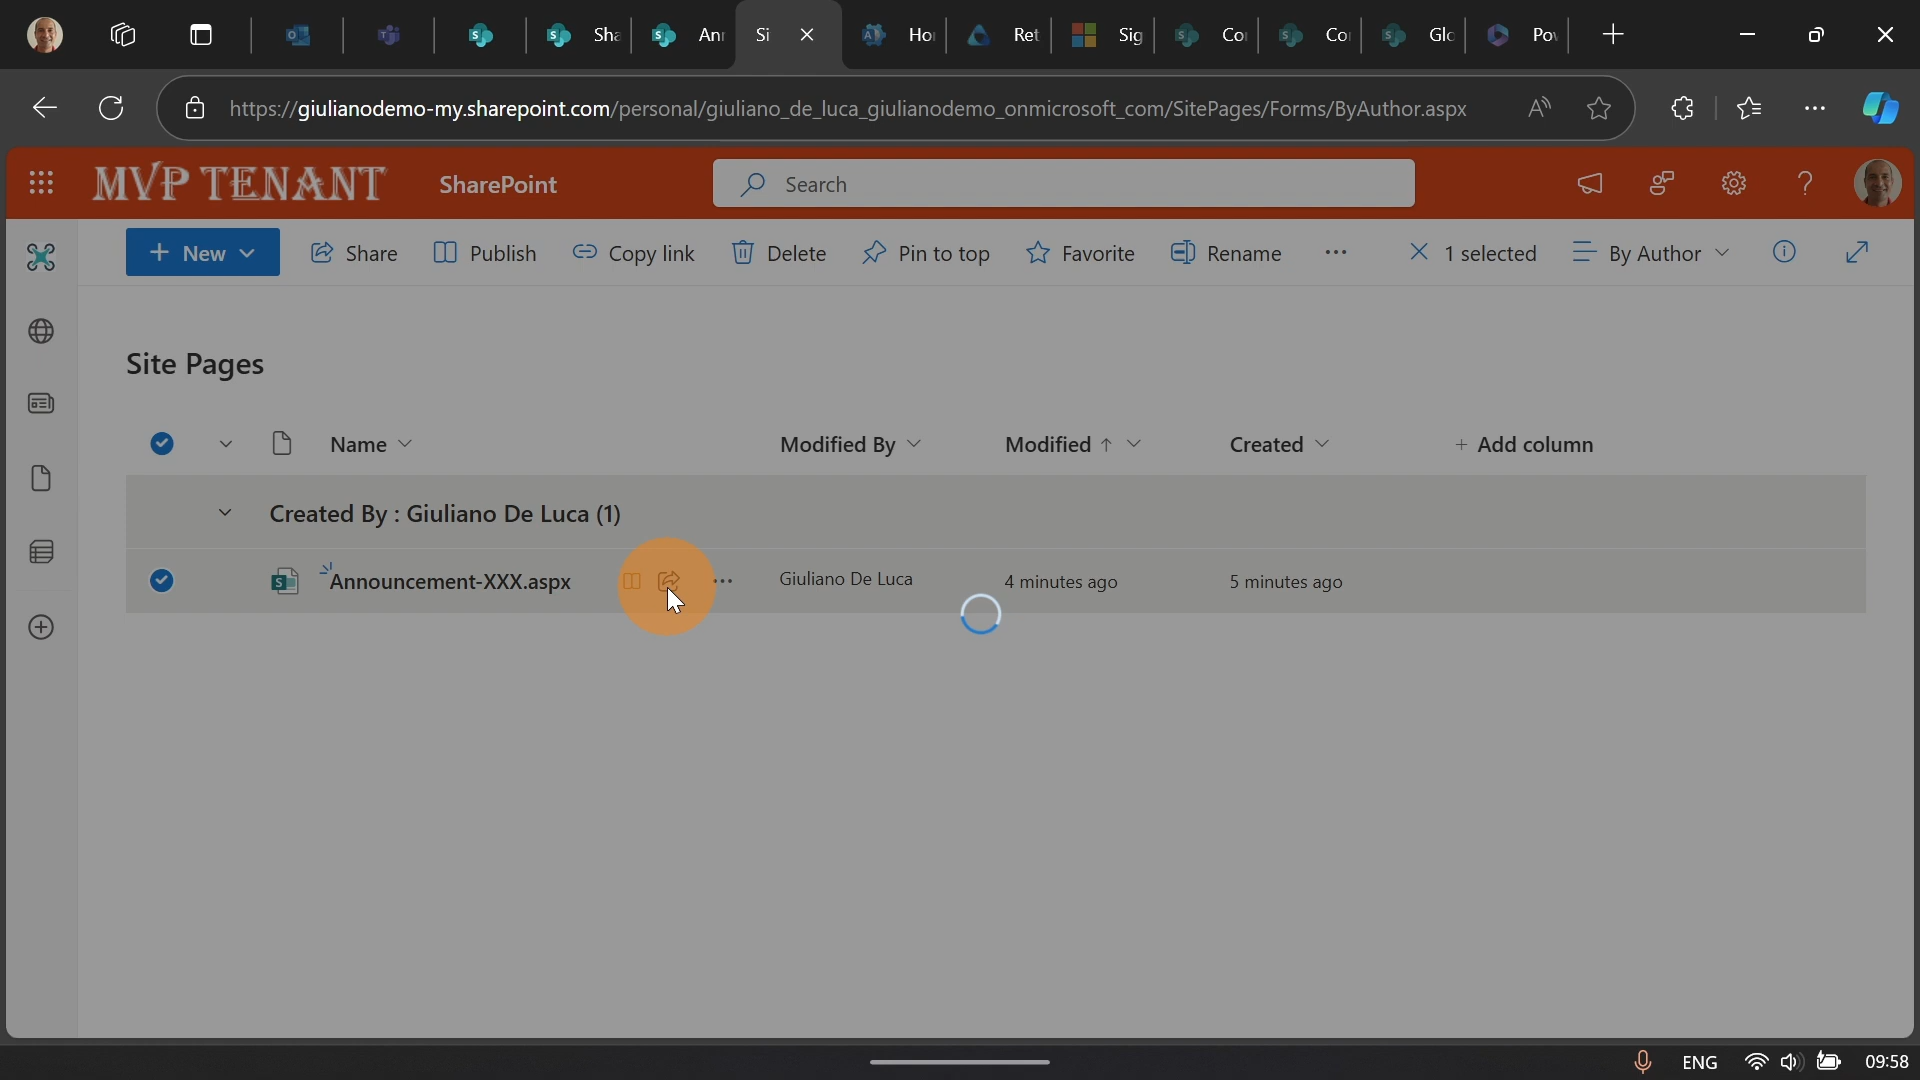 Sha
Anr
Si
Ho
Ret
Sig
Co
Co
Glo
Pov
https://giulianodemo-my.sharepoint.com/personal/giuliano_de_luca_giulianodemo_onmicrosoft_com/SitePages/Forms/ByAuthor.aspx
MVP TENANT
SharePoint
Search
New
Share
Publish
Copy link
Delete
Pin to top
Favorite
Rename
1 selected
By Author
Site Pages
Name
Modified By
Modified
Created
+ Add column
Created By : Giuliano De Luca (1)
Announcement-XXX.aspx
Giuliano De Luca
4 minutes ago
5 minutes ago
ENG
09:58